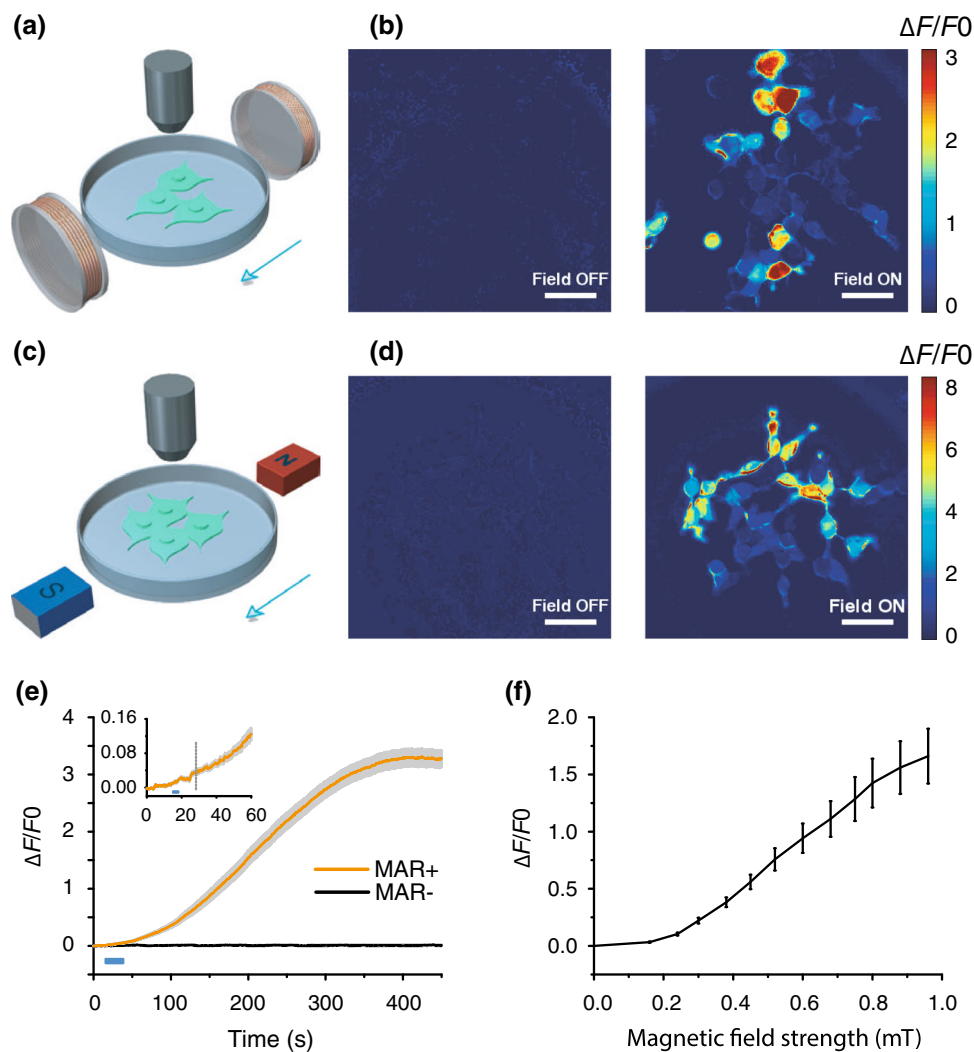 (a)
(b)
ΔF/F0
3
2
1
0
Field OFF
Field ON
(c)
(d)
ΔF/F0
8
6
4
2
0
N
S
Field OFF
Field ON
(e)
4
3
2
1
0
ΔF/F0
0.16
0.08
0.00
0 20 40 60
MAR+
MAR-
0 100 200 300 400
Time (s)
(f)
2.0
1.5
1.0
0.5
0.0
ΔF/F0
0.0 0.2 0.4 0.6 0.8 1.0
Magnetic field strength (mT)